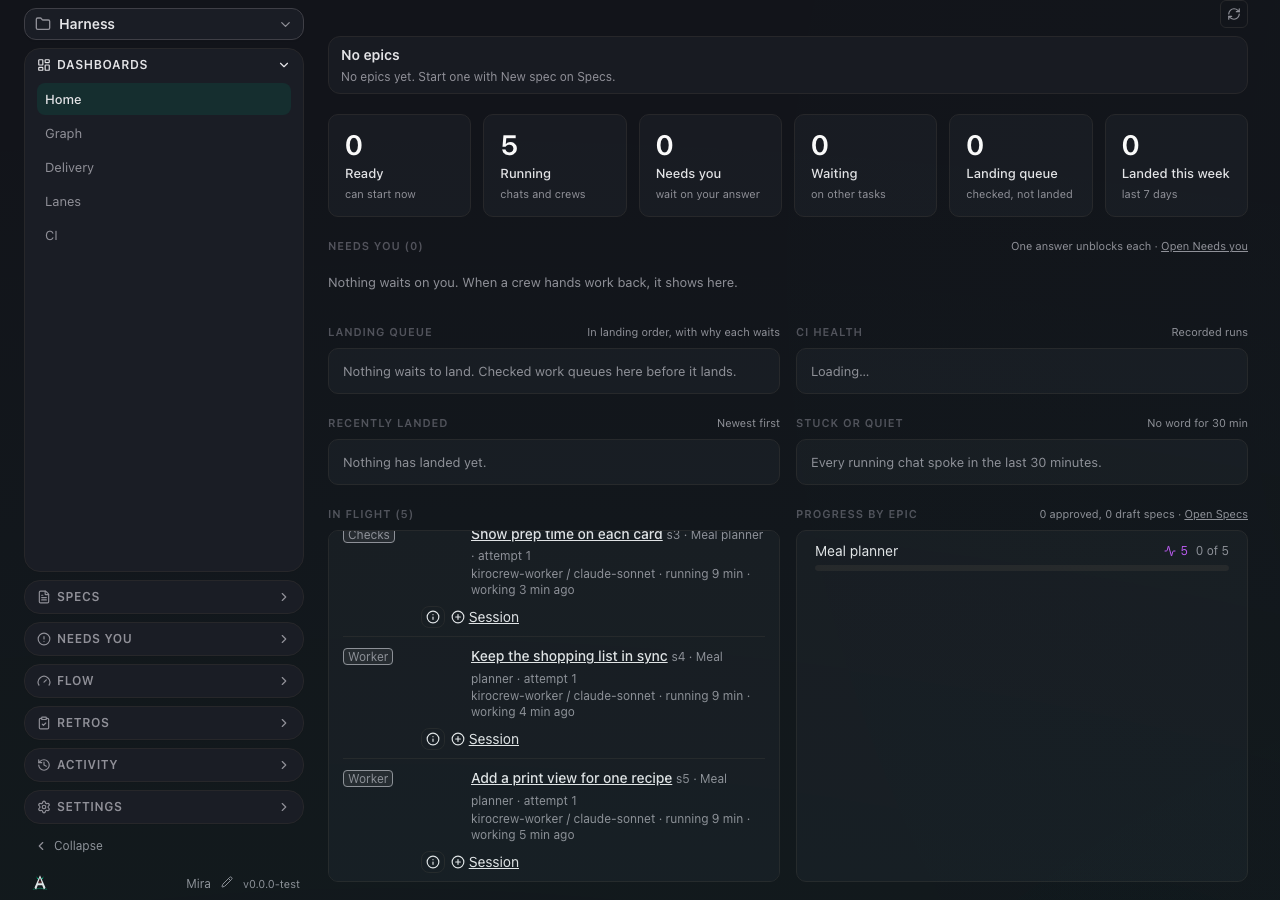 Harness
DASHBOARDS
Home
Graph
Delivery
Lanes
CI
SPECS
NEEDS YOU
FLOW
RETROS
ACTIVITY
SETTINGS
Collapse
Mira v0.0.0-test
No epics
No epics yet. Start one with New spec on Specs.
0
Ready
can start now
5
Running
chats and crews
0
Needs you
wait on your answer
0
Waiting
on other tasks
0
Landing queue
checked, not landed
0
Landed this week
last 7 days
NEEDS YOU (0)
One answer unblocks each · Open Needs you
Nothing waits on you. When a crew hands work back, it shows here.
LANDING QUEUE
In landing order, with why each waits
Nothing waits to land. Checked work queues here before it lands.
CI HEALTH
Recorded runs
Loading...
RECENTLY LANDED
Newest first
Nothing has landed yet.
STUCK OR QUIET
No word for 30 min
Every running chat spoke in the last 30 minutes.
IN FLIGHT (5)
Checks
Show prep time on each card s3 · Meal planner
· attempt 1
kirocrew-worker / claude-sonnet · running 9 min ·
working 3 min ago
Session
Worker
Keep the shopping list in sync s4 · Meal
planner · attempt 1
kirocrew-worker / claude-sonnet · running 9 min ·
working 4 min ago
Session
Worker
Add a print view for one recipe s5 · Meal
planner · attempt 1
kirocrew-worker / claude-sonnet · running 9 min ·
working 5 min ago
Session
PROGRESS BY EPIC
0 approved, 0 draft specs · Open Specs
Meal planner
5 0 of 5